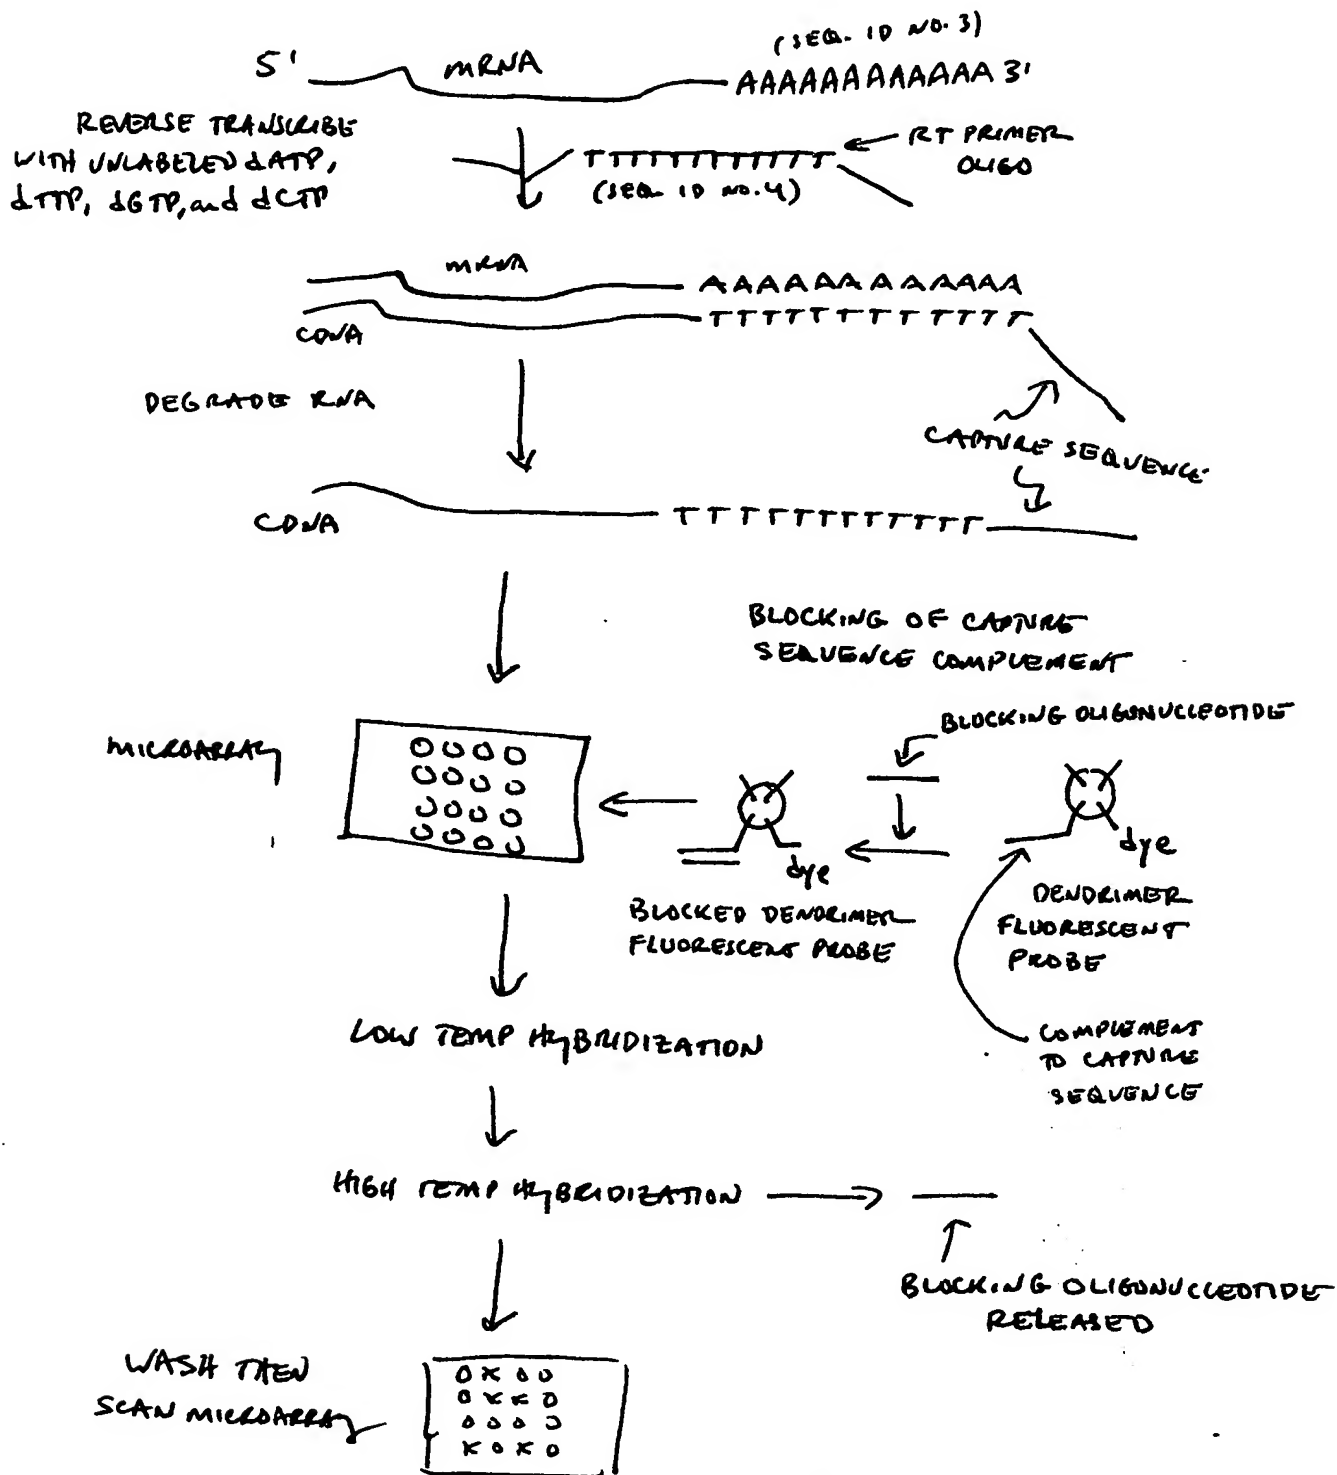 (SEQ. ID NO. 3)
5' mRNA AAAAAAAAAAAA 3'
REVERSE TRANSCRIBE
WITH UNLABELED dATP,
dTTP, dGTP, and dCTP
TTTTTTTTTTT
(SEQ. ID NO. 4)
RT PRIMER
OLIGO
mRNA AAAAAAAAAAAA
CDNA TTTTTTTTTTTT
DEGRADE RNA
CAPTURE SEQUENCE
CDNA TTTTTTTTTTTT
BLOCKING OF CAPTURE
SEQUENCE COMPLEMENT
BLOCKING OLIGONUCLEOTIDE
MICROARRAY
dye
dye
BLOCKED DENDRIMER
FLUORESCENT PROBE
DENDRIMER
FLUORESCENT
PROBE
LOW TEMP HYBRIDIZATION
COMPLEMENT
TO CAPTURE
SEQUENCE
HIGH TEMP HYBRIDIZATION
BLOCKING OLIGONUCLEOTIDE
RELEASED
WASH THEN
SCAN MICROARRAY